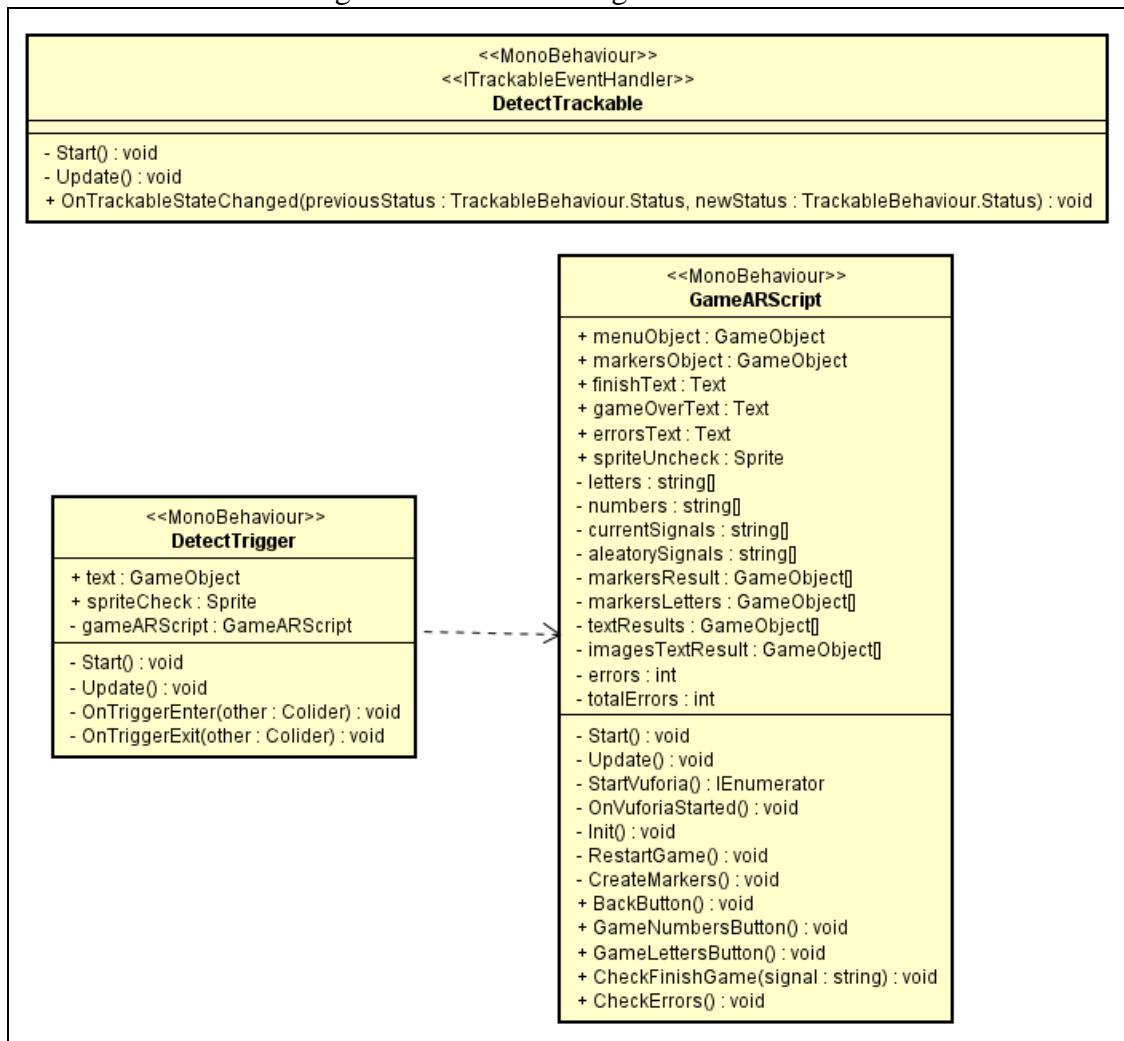 <<MonoBehaviour>>
<<ITrackableEventHandler>>
DetectTrackable
- Start() : void
- Update() : void
+ OnTrackableStateChanged(previousStatus : TrackableBehaviour.Status, newStatus : TrackableBehaviour.Status) : void
<<MonoBehaviour>>
GameARScript
+ menuObject : GameObject
+ markersObject : GameObject
+ finishText : Text
+ gameOverText : Text
+ errorsText : Text
+ spriteUncheck : Sprite
- letters : string[]
- numbers : string[]
- currentSignals : string[]
- aleatorySignals : string[]
- markersResult : GameObject[]
- markersLetters : GameObject[]
- textResults : GameObject[]
- imagesTextResult : GameObject[]
- errors : int
- totalErrors : int
- Start() : void
- Update() : void
- StartVuforia() : IEnumerator
- OnVuforiaStarted() : void
- Init() : void
- RestartGame() : void
- CreateMarkers() : void
+ BackButton() : void
+ GameNumbersButton() : void
+ GameLettersButton() : void
+ CheckFinishGame(signal : string) : void
+ CheckErrors() : void
<<MonoBehaviour>>
DetectTrigger
+ text : GameObject
+ spriteCheck : Sprite
- gameARScript : GameARScript
- Start() : void
- Update() : void
- OnTriggerEnter(other : Colider) : void
- OnTriggerExit(other : Colider) : void